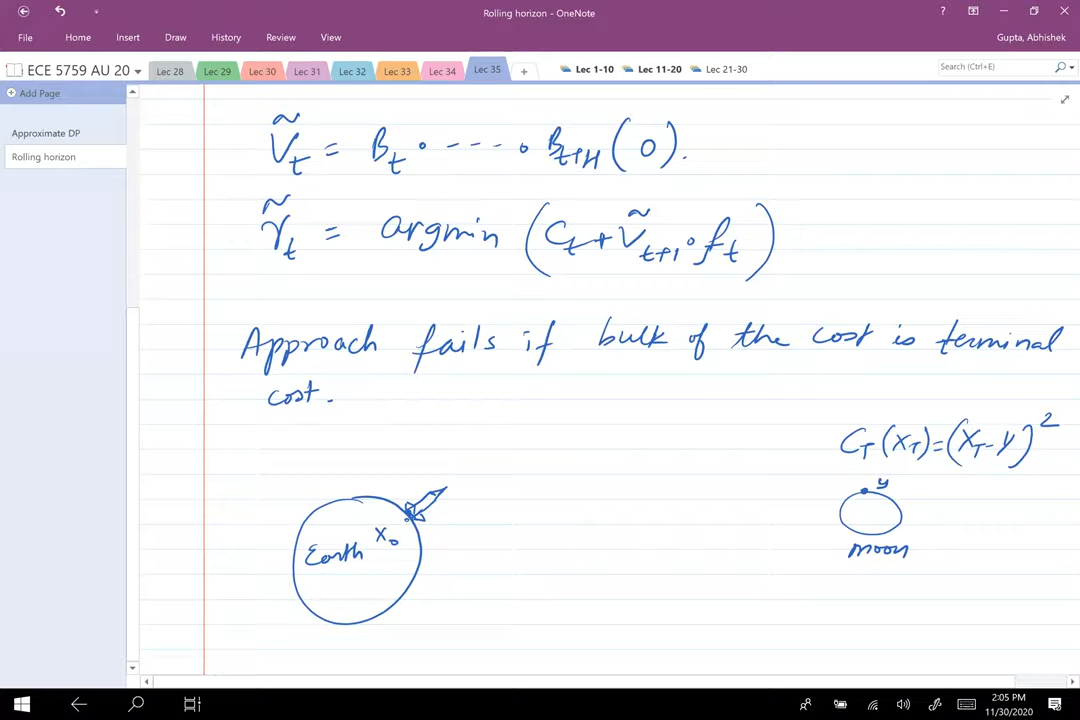 Rolling horizon - OneNote
?
File Home Insert Draw History Review View Gupta, Abhishek
ECE 5759 AU 20 Lec 28 Lec 29 Lec 30 Lec 31 Lec 32 Lec 33 Lec 34 Lec 35 + Lec 1-10 Lec 11-20 Lec 21-30 Search (Ctrl+E)
Add Page
Approximate DP
Rolling horizon
Ṽ_t = B_t ∘ ---- ∘ B_{t+H} (0).
γ̃_t = argmin (C_t + Ṽ_{t+1} ∘ f_t)
Approach fails if bulk of the cost is terminal
cost.
C_T(X_T) = (X_T - y)^2
y
Earth X_0
moon
2:05 PM
11/30/2020